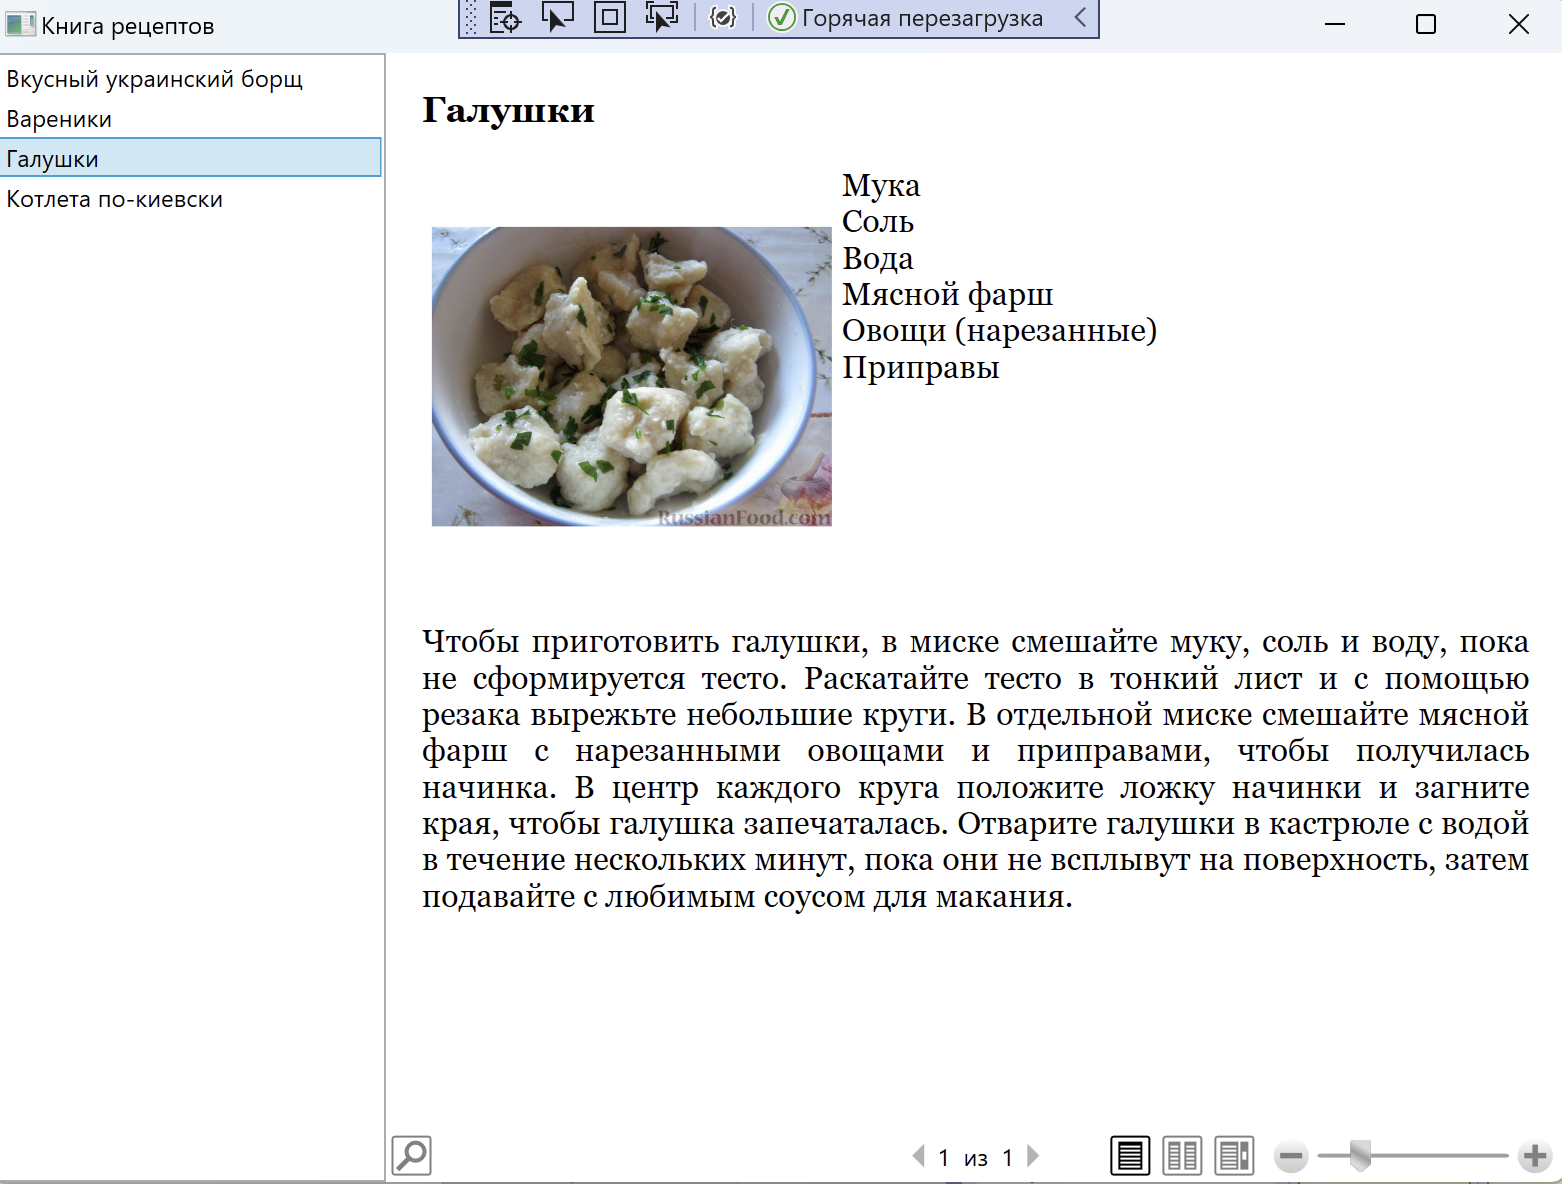 Книга рецептов
Горячая перезагрузка
Вкусный украинский борщ
Вареники
Галушки
Котлета по-киевски
Галушки
Мука
Соль
Вода
Мясной фарш
Овощи (нарезанные)
Приправы
RussianFood.com
Чтобы приготовить галушки, в миске смешайте муку, соль и воду, пока
не сформируется тесто. Раскатайте тесто в тонкий лист и с помощью
резака вырежьте небольшие круги. В отдельной миске смешайте мясной
фарш с нарезанными овощами и приправами, чтобы получилась
начинка. В центр каждого круга положите ложку начинки и загните
края, чтобы галушка запечаталась. Отварите галушки в кастрюле с водой
в течение нескольких минут, пока они не всплывут на поверхность, затем
подавайте с любимым соусом для макания.
1 из 1